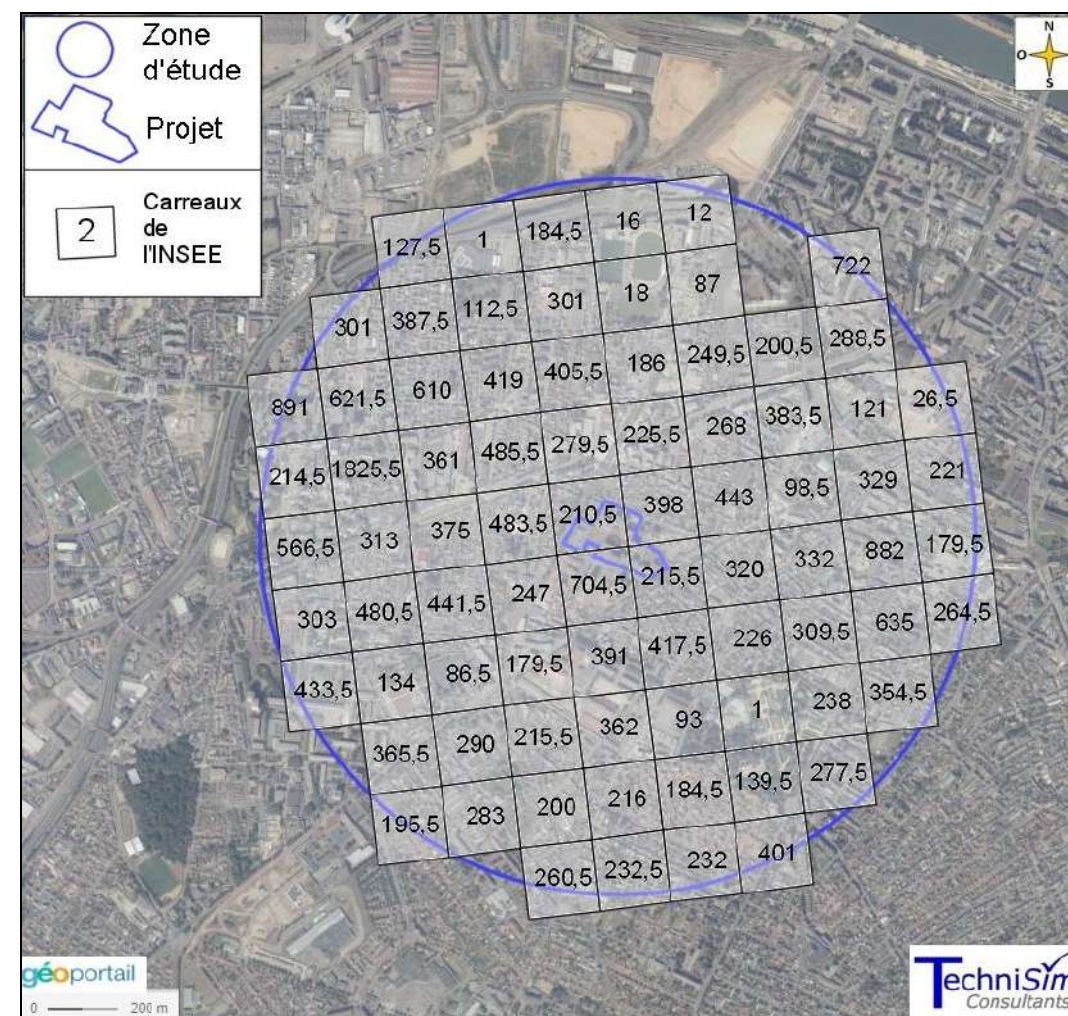 Zone
d'étude
Projet
2
Carreaux
de
l'INSEE
N
O
S
127,5 1 184,5 16 12
722
301 387,5 112,5 301 18 87
891 621,5 610 419 405,5 186 249,5 200,5 288,5
214,5 1825,5 361 485,5 279,5 225,5 268 383,5 121 26,5
566,5 313 375 483,5 210,5 398 443 98,5 329 221
303 480,5 441,5 247 704,5 215,5 320 332 882 179,5
433,5 134 86,5 179,5 391 417,5 226 309,5 635 264,5
365,5 290 215,5 362 93 1 238 354,5
195,5 283 200 216 184,5 139,5 277,5
260,5 232,5 232 401
géoportail
0 200 m
TechniSim
Consultants